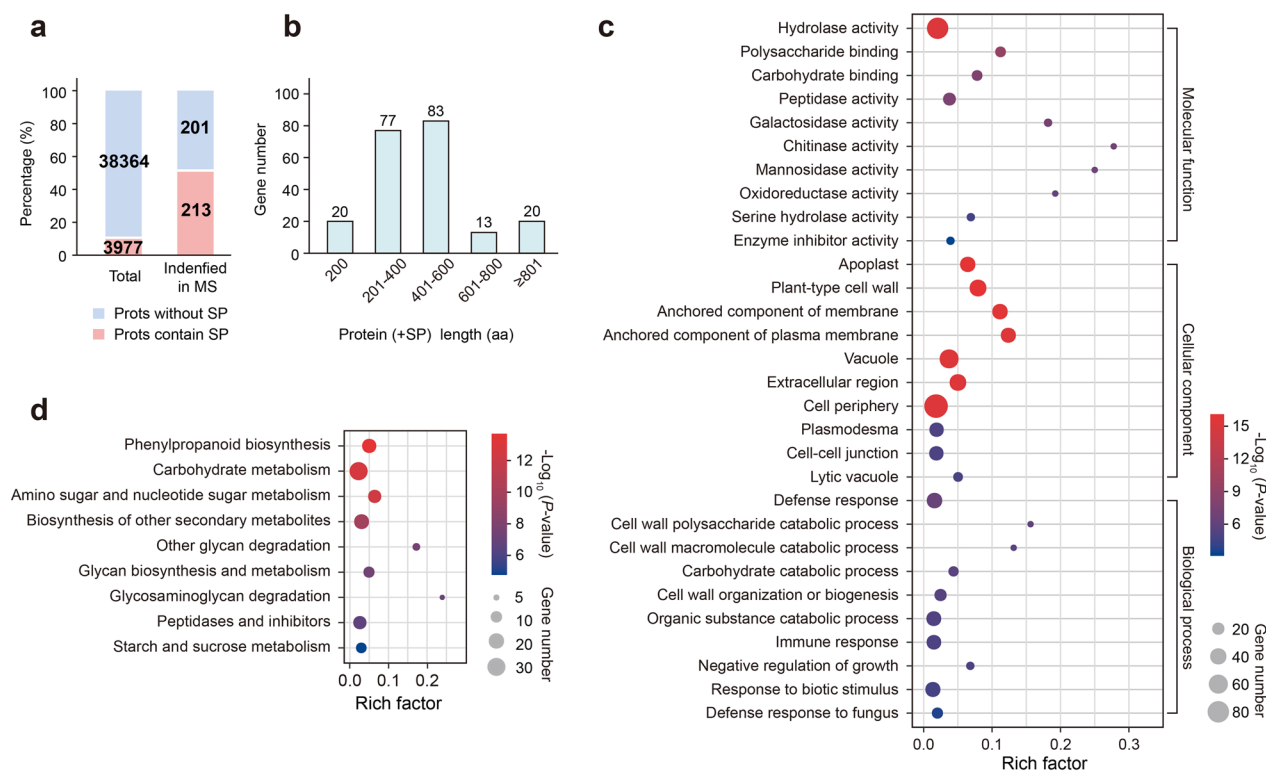 a
Percentage (%)
100
80
60
40
20
0
38364
3977
201
213
Total
Indenfied
in MS
Prots without SP
Prots contain SP
b
Gene number
100
80
60
40
20
0
20
77
83
13
20
200
201-400
401-600
601-800
≥801
Protein (+SP) length (aa)
c
Hydrolase activity
Polysaccharide binding
Carbohydrate binding
Peptidase activity
Galactosidase activity
Chitinase activity
Mannosidase activity
Oxidoreductase activity
Serine hydrolase activity
Enzyme inhibitor activity
Apoplast
Plant-type cell wall
Anchored component of membrane
Anchored component of plasma membrane
Vacuole
Extracellular region
Cell periphery
Plasmodesma
Cell-cell junction
Lytic vacuole
Defense response
Cell wall polysaccharide catabolic process
Cell wall macromolecule catabolic process
Carbohydrate catabolic process
Cell wall organization or biogenesis
Organic substance catabolic process
Immune response
Negative regulation of growth
Response to biotic stimulus
Defense response to fungus
Molecular function
Cellular component
Biological process
0.0 0.1 0.2 0.3
Rich factor
15
12
9
6
-Log10 (P-value)
20
40
60
80
Gene number
d
Phenylpropanoid biosynthesis
Carbohydrate metabolism
Amino sugar and nucleotide sugar metabolism
Biosynthesis of other secondary metabolites
Other glycan degradation
Glycan biosynthesis and metabolism
Glycosaminoglycan degradation
Peptidases and inhibitors
Starch and sucrose metabolism
0.0 0.1 0.2
Rich factor
12
10
8
6
-Log10 (P-value)
5
10
20
30
Gene number